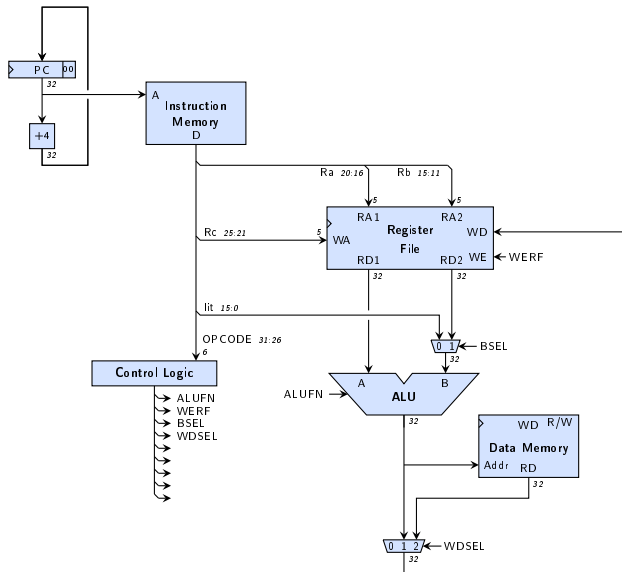 PC 00
32
A
Instruction
Memory
D
+4
32
Ra 20:16
Rb 15:11
5
5
RA1
RA2
Register
File
WD
Rc 25:21
5
WA
WE
WERF
RD1
RD2
32
32
lit 15:0
OPCODE 31:26
6
0 1
BSEL
32
Control Logic
A
B
ALU
ALUFN
32
ALUFN
WERF
BSEL
WDSEL
WD
R/W
Data Memory
Addr
RD
32
0 1 2
WDSEL
32